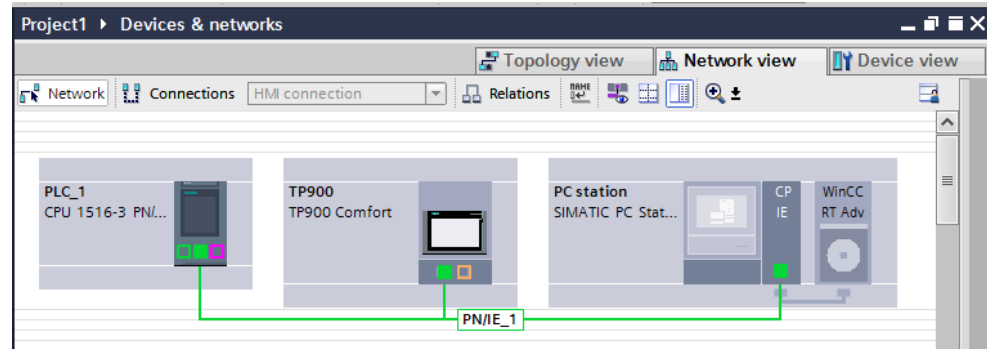 Project1 ▸ Devices & networks
Topology view Network view Device view
Network Connections HMI connection Relations
PLC_1
CPU 1516-3 PN/...
TP900
TP900 Comfort
PC station
SIMATIC PC Stat...
CP
IE
WinCC
RT Adv
PN/IE_1